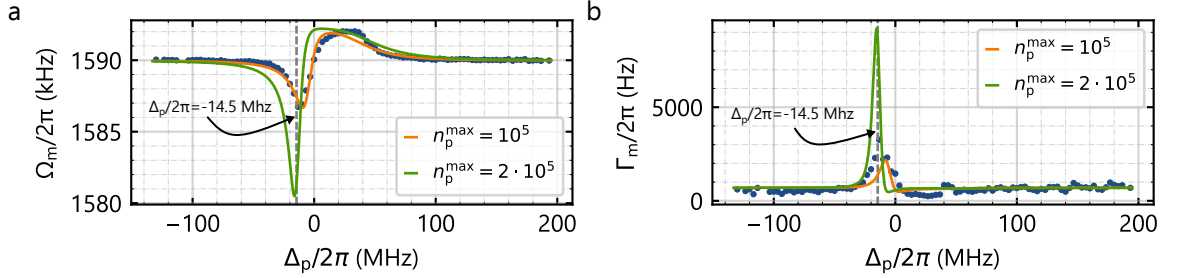 a
Ω_m/2π (kHz)
1590
1585
1580
Δ_p/2π=-14.5 Mhz
n_p^max = 10^5
n_p^max = 2 · 10^5
−100
0
100
200
Δ_p/2π (MHz)
b
Γ_m/2π (Hz)
5000
0
Δ_p/2π=-14.5 Mhz
n_p^max = 10^5
n_p^max = 2 · 10^5
−100
0
100
200
Δ_p/2π (MHz)